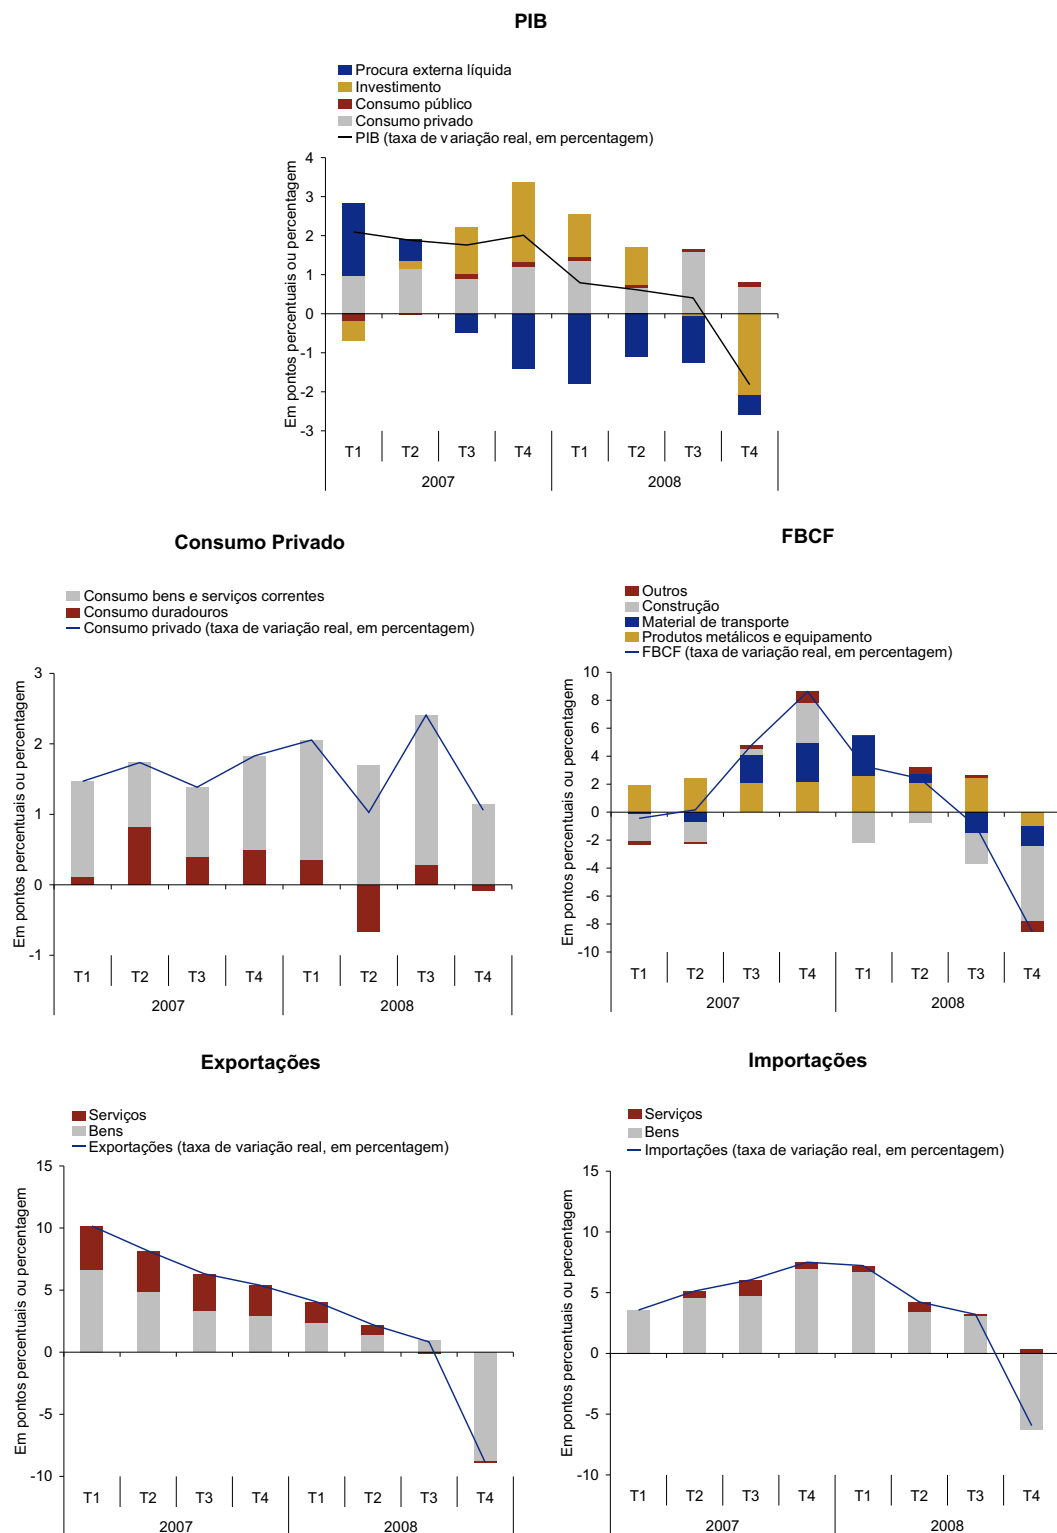 PIB
Procura externa líquida
Investimento
Consumo público
Consumo privado
PIB (taxa de variação real, em percentagem)
Em pontos percentuais ou percentagem
4
3
2
1
0
-1
-2
-3
T1 T2 T3 T4 T1 T2 T3 T4
2007 2008
Consumo Privado
Consumo bens e serviços correntes
Consumo duradouros
Consumo privado (taxa de variação real, em percentagem)
Em pontos percentuais ou percentagem
3
2
1
0
-1
T1 T2 T3 T4 T1 T2 T3 T4
2007 2008
FBCF
Outros
Construção
Material de transporte
Produtos metálicos e equipamento
FBCF (taxa de variação real, em percentagem)
Em pontos percentuais ou percentagem
10
8
6
4
2
0
-2
-4
-6
-8
-10
T1 T2 T3 T4 T1 T2 T3 T4
2007 2008
Exportações
Serviços
Bens
Exportações (taxa de variação real, em percentagem)
Em pontos percentuais ou percentagem
15
10
5
0
-5
-10
T1 T2 T3 T4 T1 T2 T3 T4
2007 2008
Importações
Serviços
Bens
Importações (taxa de variação real, em percentagem)
Em pontos percentuais ou percentagem
15
10
5
0
-5
-10
T1 T2 T3 T4 T1 T2 T3 T4
2007 2008